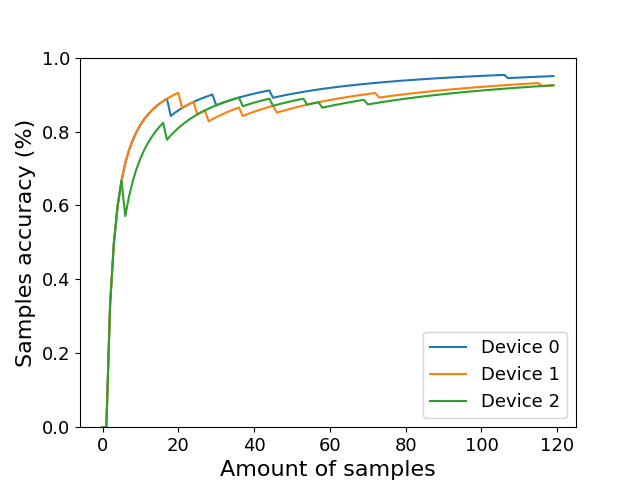 1.0
0.8
0.6
0.4
0.2
0.0
Samples accuracy (%)
0 20 40 60 80 100 120
Amount of samples
Device 0
Device 1
Device 2